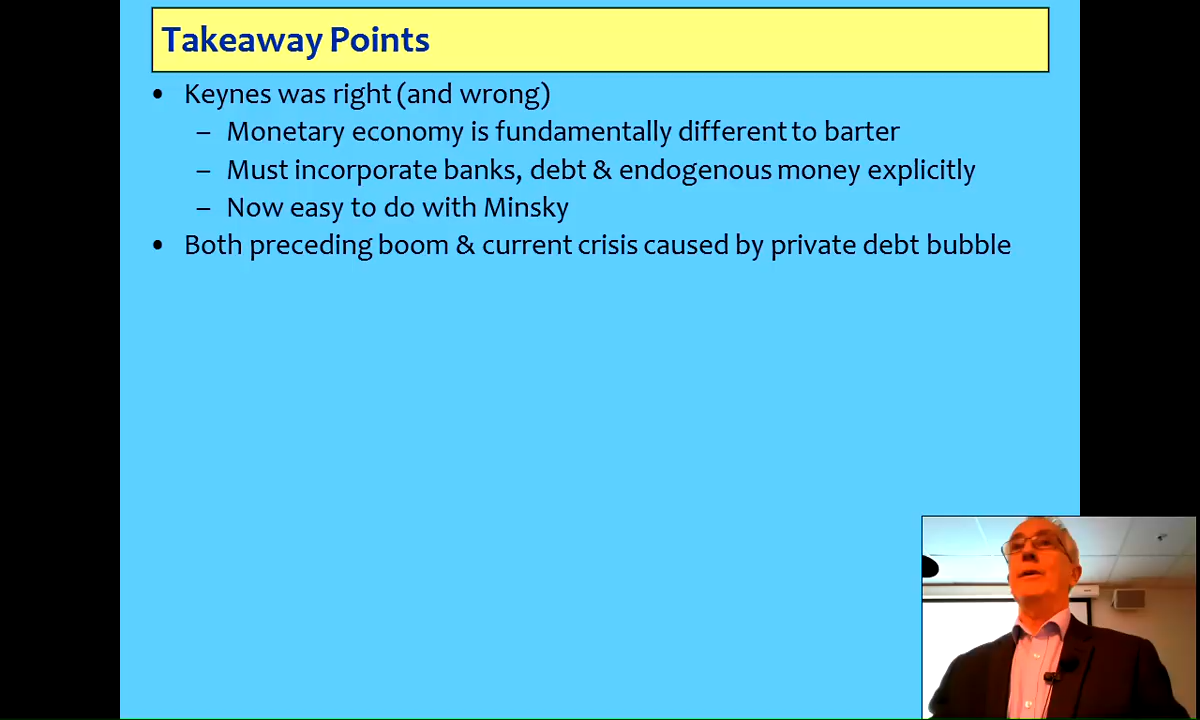 Takeaway Points
• Keynes was right (and wrong)
– Monetary economy is fundamentally different to barter
– Must incorporate banks, debt & endogenous money explicitly
– Now easy to do with Minsky
• Both preceding boom & current crisis caused by private debt bubble